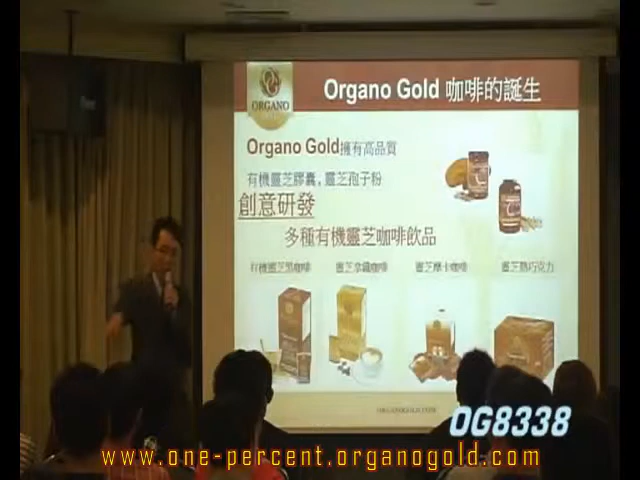 ORGANO
Organo Gold 咖啡的誕生
Organo Gold擁有高品質
有機靈芝膠囊，靈芝孢子粉
創意研發
多種有機靈芝咖啡飲品
有機靈芝黑咖啡 靈芝拿鐵咖啡 靈芝摩卡咖啡 靈芝熱巧克力
ORGANOGOLD.COM
OG8338
www.one-percent.organogold.com